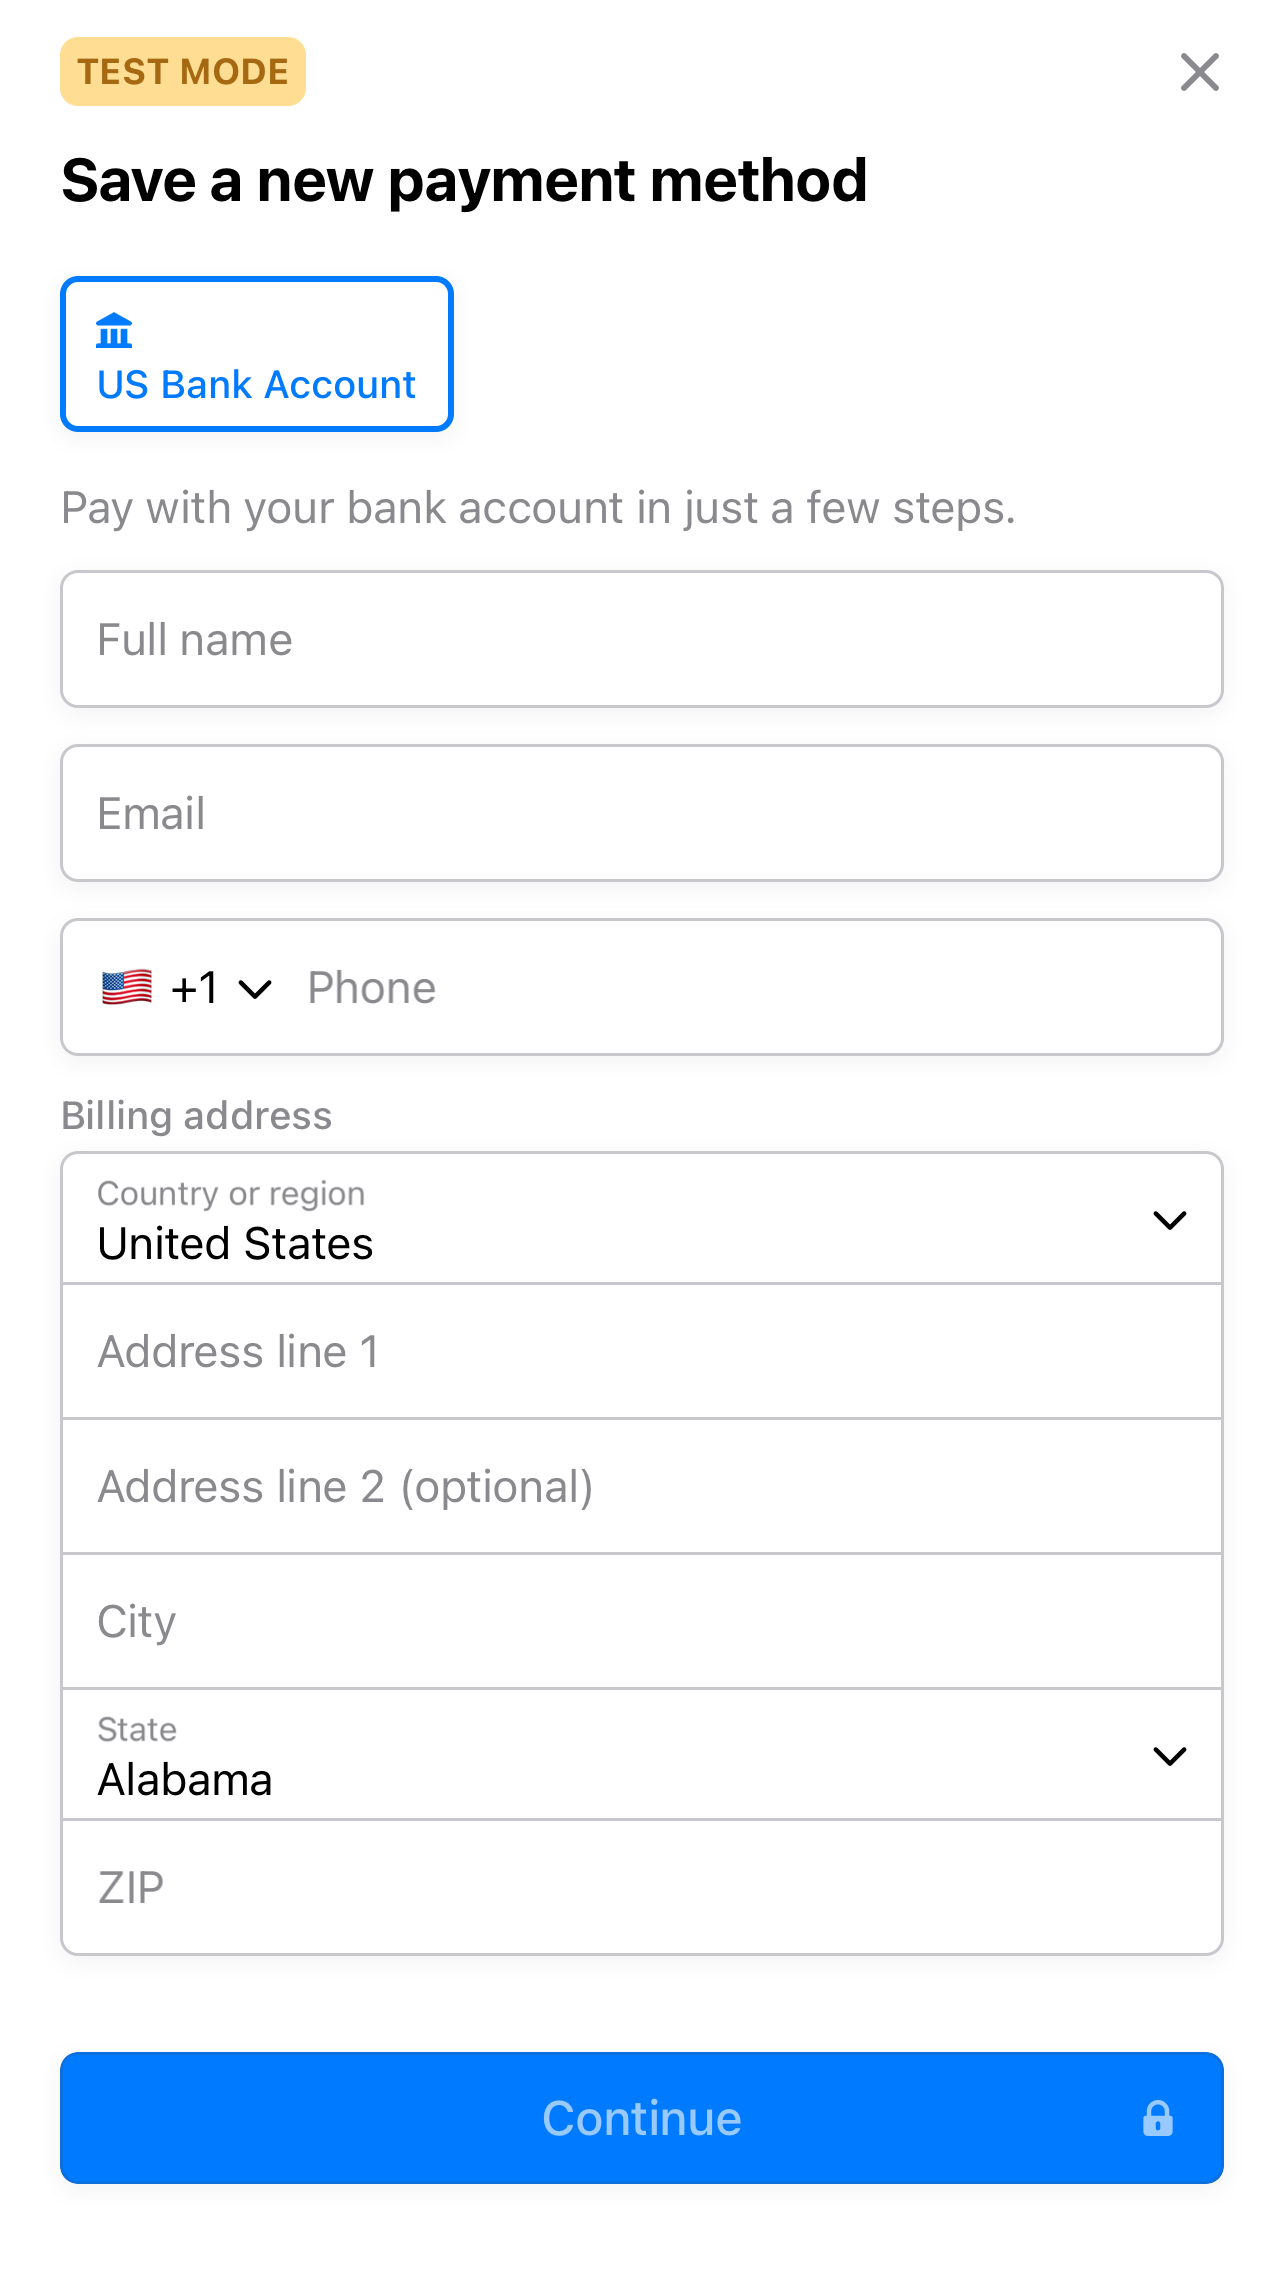 TEST MODE
Save a new payment method
US Bank Account
Pay with your bank account in just a few steps.
Full name
Email
+1 Phone
Billing address
Country or region
United States
Address line 1
Address line 2 (optional)
City
State
Alabama
ZIP
Continue